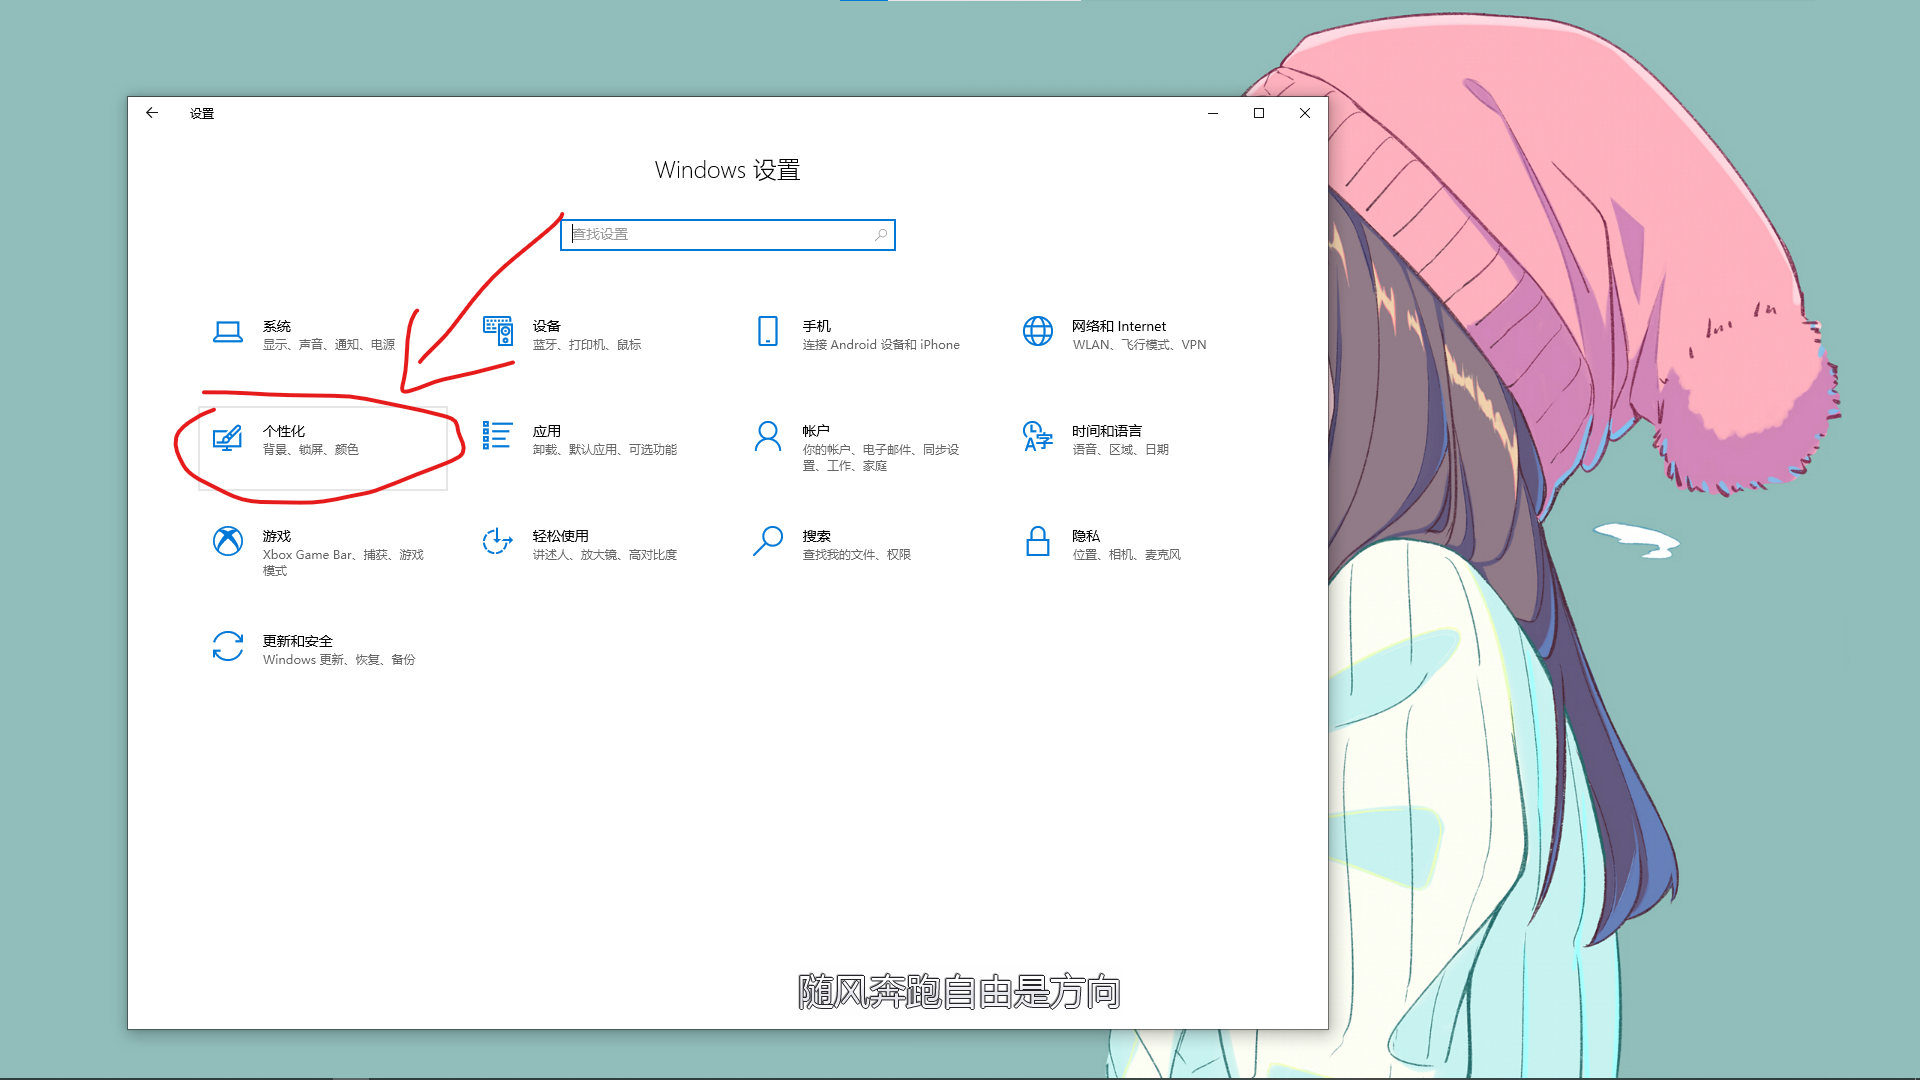 设置
Windows 设置
查找设置
系统
显示、声音、通知、电源
设备
蓝牙、打印机、鼠标
手机
连接 Android 设备和 iPhone
网络和 Internet
WLAN、飞行模式、VPN
个性化
背景、锁屏、颜色
应用
卸载、默认应用、可选功能
帐户
你的帐户、电子邮件、同步设
置、工作、家庭
时间和语言
语音、区域、日期
游戏
Xbox Game Bar、捕获、游戏
模式
轻松使用
讲述人、放大镜、高对比度
搜索
查找我的文件、权限
隐私
位置、相机、麦克风
更新和安全
Windows 更新、恢复、备份
随风奔跑自由是方向